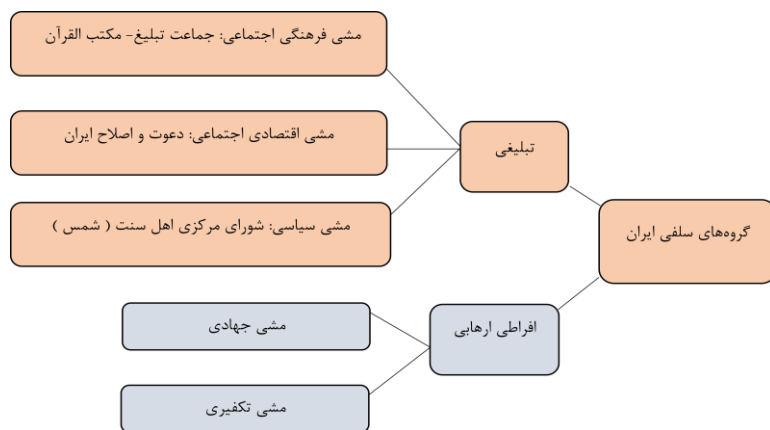 گروه‌های سلفی ایران
تبلیغی
مشی فرهنگی اجتماعی: جماعت تبلیغ- مکتب القرآن
مشی اقتصادی اجتماعی: دعوت و اصلاح ایران
مشی سیاسی: شورای مرکزی اهل سنت ( شمس )
افراطی ارهابی
مشی جهادی
مشی تکفیری